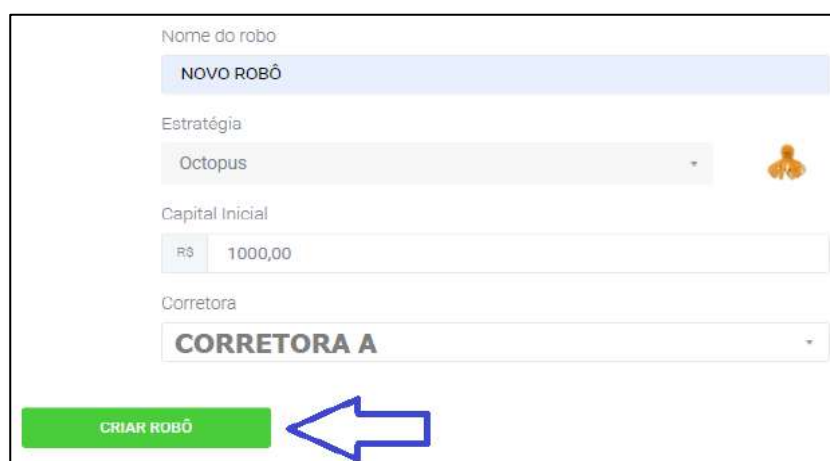 Nome do robo
NOVO ROBÔ
Estratégia
Octopus
Capital Inicial
R$ 1000,00
Corretora
CORRETORA A
CRIAR ROBÔ